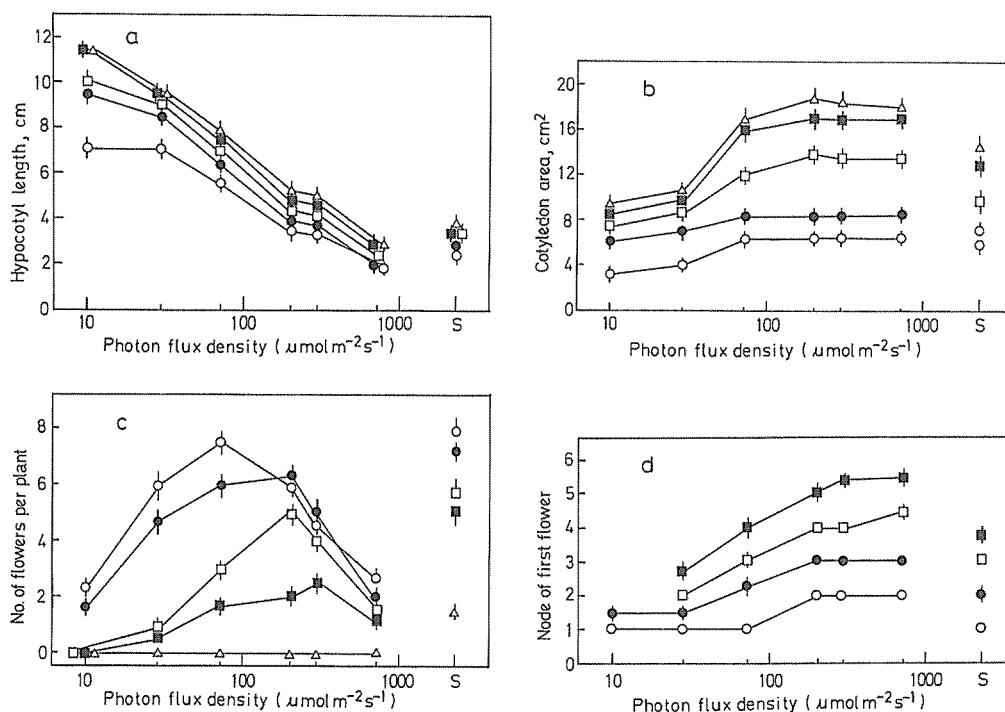 a
12
10
8
6
4
2
0
Hypocotyl length, cm
10 100 1000 S
Photon flux density ( μmol m⁻² s⁻¹ )
b
20
16
12
8
4
0
Cotyledon area, cm²
10 100 1000 S
Photon flux density ( μmol m⁻² s⁻¹ )
c
8
6
4
2
0
No. of flowers per plant
10 100 1000 S
Photon flux density ( μmol m⁻² s⁻¹ )
d
6
5
4
3
2
1
0
Node of first flower
10 100 1000 S
Photon flux density ( μmol m⁻² s⁻¹ )